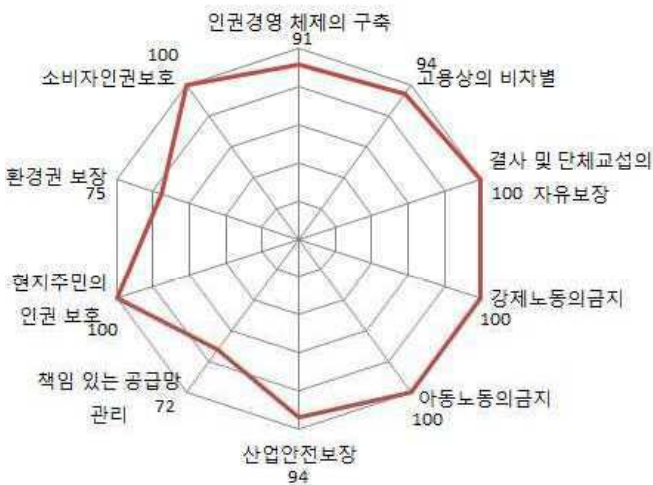 인권경영 체제의 구축
91
94
고용상의 비차별
결사 및 단체교섭의
100 자유보장
강제노동의금지
100
아동노동의금지
100
산업안전보장
94
책임 있는 공급망
관리 72
현지주민의
인권 보호
100
환경권 보장
75
100
소비자인권보호